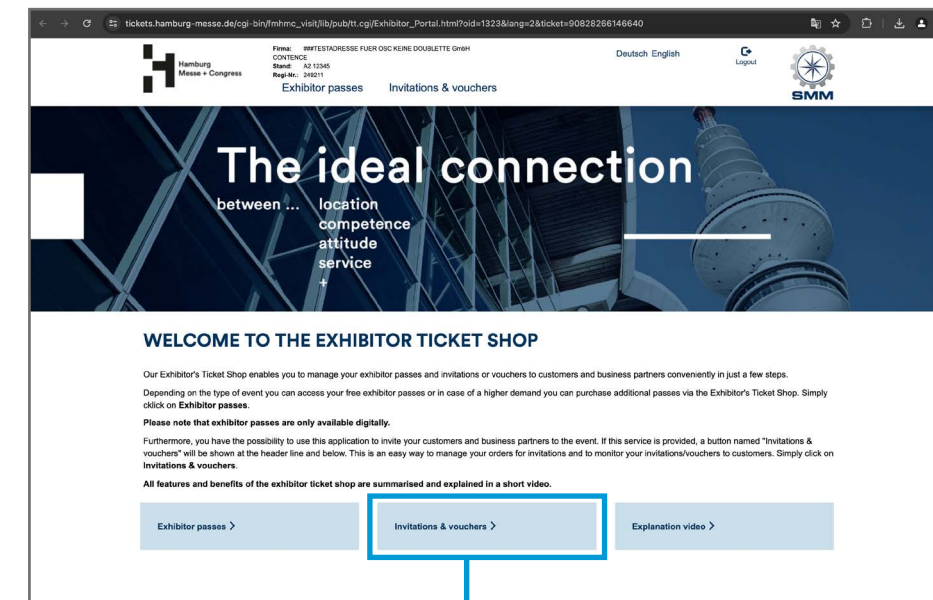 tickets.hamburg-messe.de/cgi-bin/fmhmc_visit/lib/pub/tt.cgi/Exhibitor_Portal.html?oid=1323&lang=2&ticket=90828266146640
Hamburg
Messe + Congress
Firma: ###TESTADRESSE FUER OSC KEINE DOUBLETTE GmbH
CONTENCE
Stand: A2 12345
Regi-Nr.: 249211
Exhibitor passes Invitations & vouchers
Deutsch English
Logout
SMM
The ideal connection
between ... location
competence
attitude
service
+
WELCOME TO THE EXHIBITOR TICKET SHOP
Our Exhibitor's Ticket Shop enables you to manage your exhibitor passes and invitations or vouchers to customers and business partners conveniently in just a few steps.
Depending on the type of event you can access your free exhibitor passes or in case of a higher demand you can purchase additional passes via the Exhibitor's Ticket Shop. Simply
cklick on Exhibitor passes.
Please note that exhibitor passes are only available digitally.
Furthermore, you have the possibility to use this application to invite your customers and business partners to the event. If this service is provided, a button named "Invitations &
vouchers" will be shown at the header line and below. This is an easy way to manage your orders for invitations and to monitor your invitations/vouchers to customers. Simply click on
Invitations & vouchers.
All features and benefits of the exhibitor ticket shop are summarised and explained in a short video.
Exhibitor passes >
Invitations & vouchers >
Explanation video >